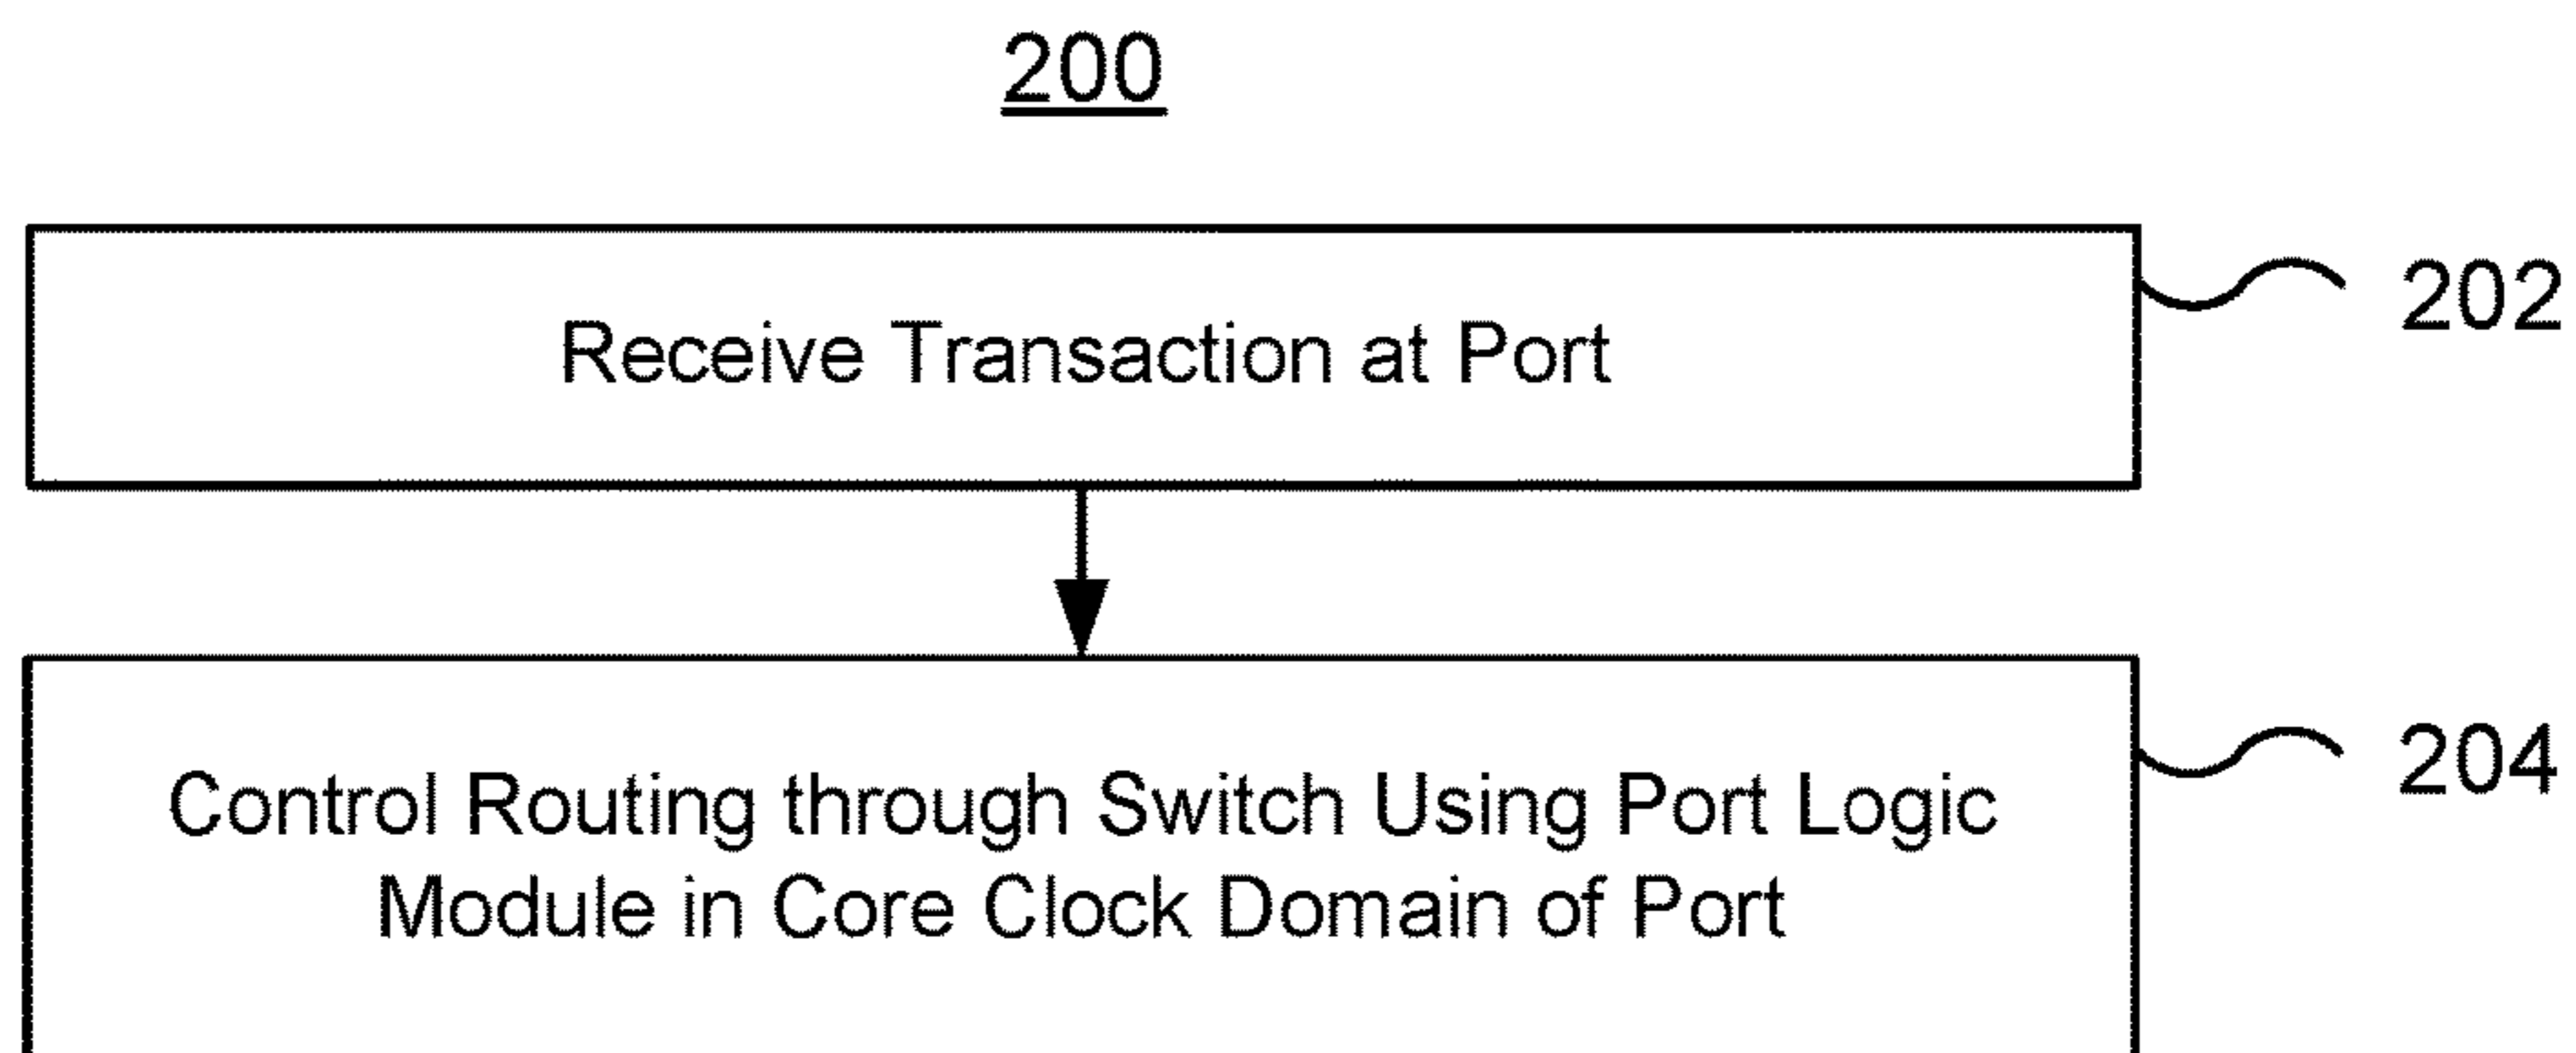 200
Receive Transaction at Port
202
Control Routing through Switch Using Port Logic
Module in Core Clock Domain of Port
204